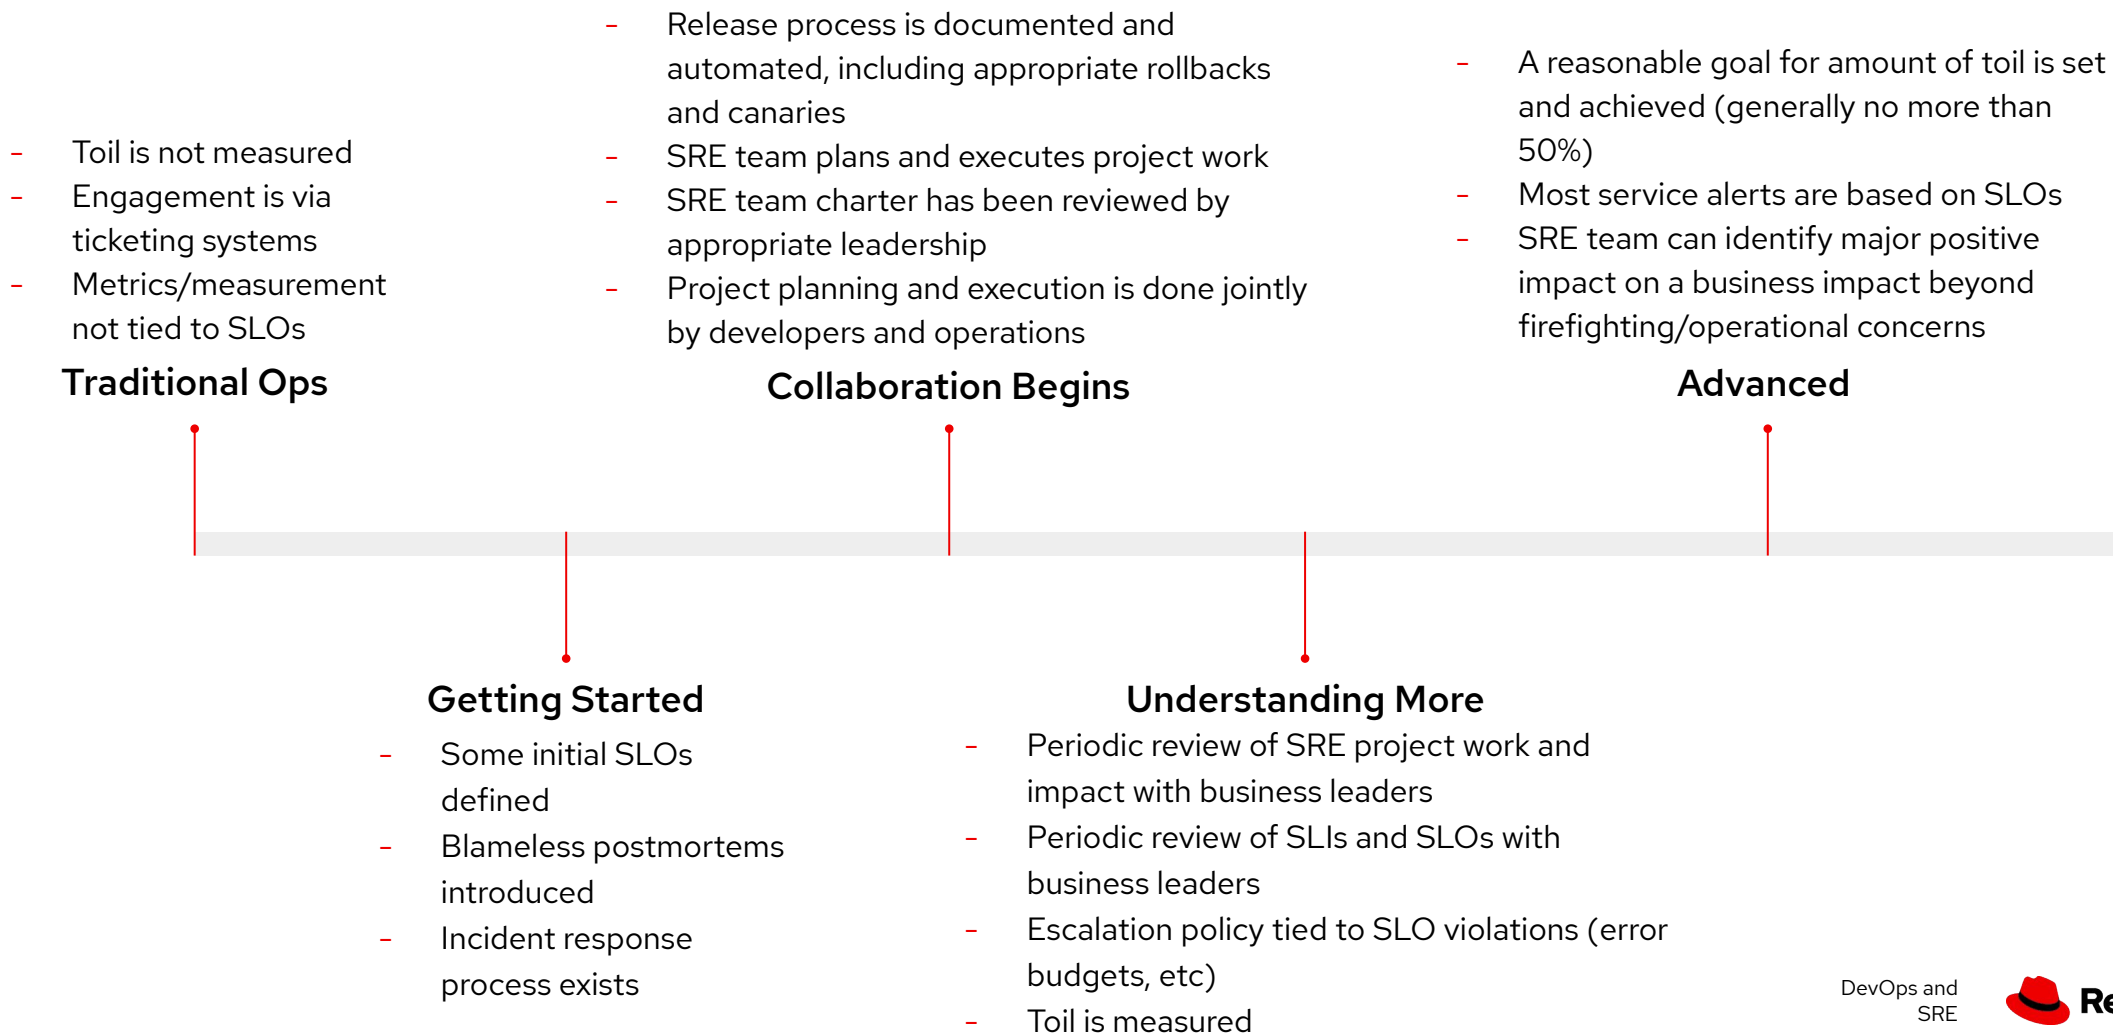 - Toil is not measured
- Engagement is via
ticketing systems
- Metrics/measurement
not tied to SLOs
Traditional Ops
- Release process is documented and
automated, including appropriate rollbacks
and canaries
- SRE team plans and executes project work
- SRE team charter has been reviewed by
appropriate leadership
- Project planning and execution is done jointly
by developers and operations
Collaboration Begins
- A reasonable goal for amount of toil is set
and achieved (generally no more than
50%)
- Most service alerts are based on SLOs
- SRE team can identify major positive
impact on a business impact beyond
firefighting/operational concerns
Advanced
Getting Started
- Some initial SLOs
defined
- Blameless postmortems
introduced
- Incident response
process exists
Understanding More
- Periodic review of SRE project work and
impact with business leaders
- Periodic review of SLIs and SLOs with
business leaders
- Escalation policy tied to SLO violations (error
budgets, etc)
- Toil is measured
DevOps and
SRE
Re